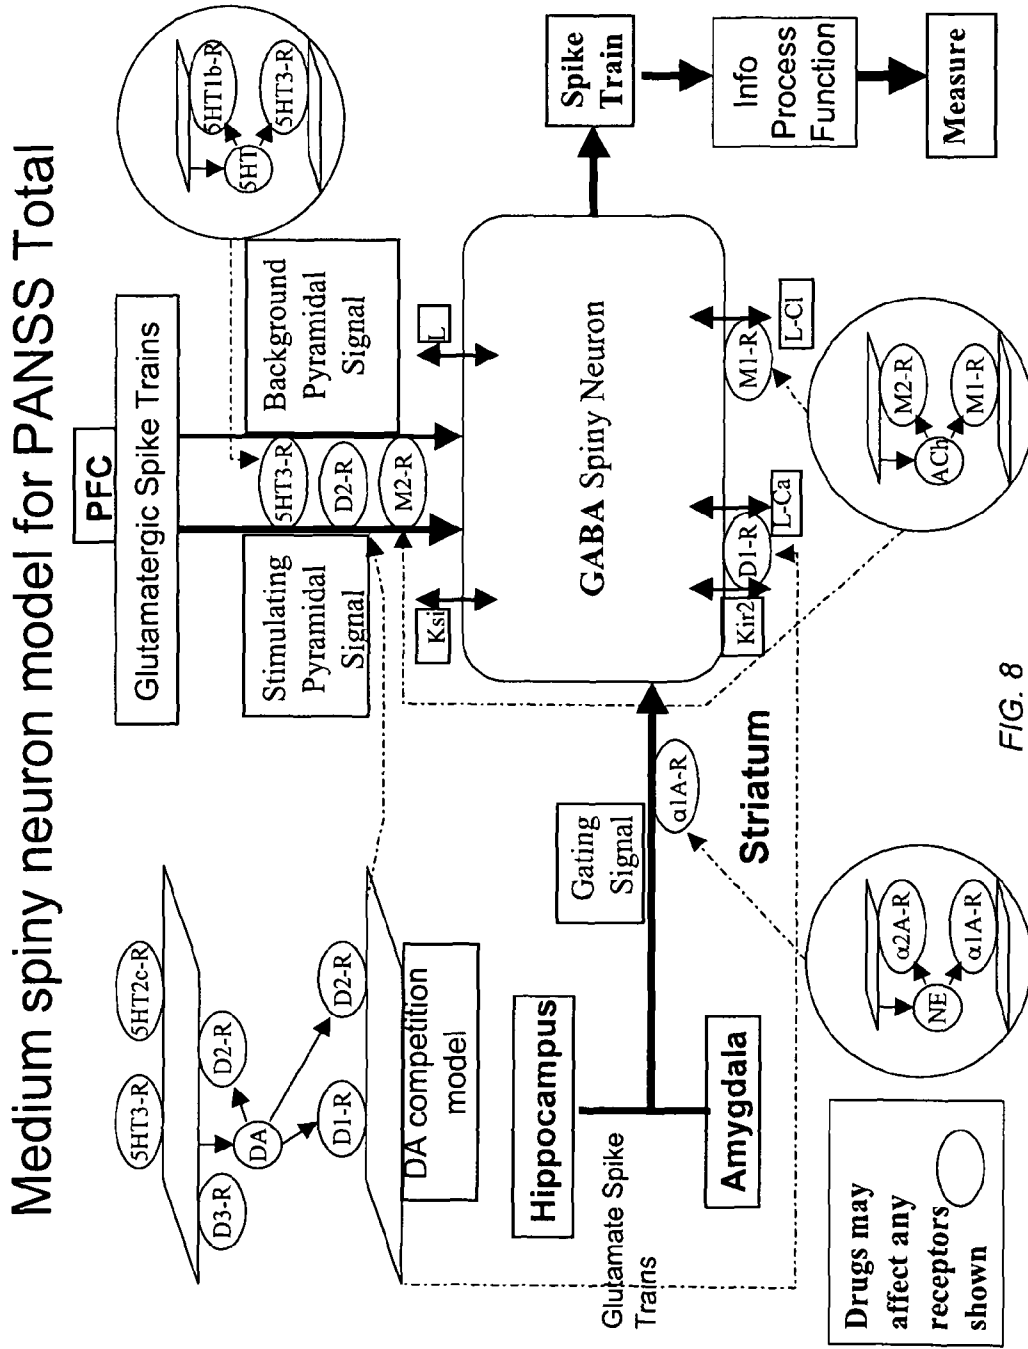 Medium spiny neuron model for PANSS Total
5HT3-R
5HT2c-R
D3-R
D2-R
DA
D1-R
D2-R
DA competition
model
PFC
Glutamatergic Spike Trains
Stimulating
Pyramidal
Signal
5HT3-R
D2-R
M2-R
Background
Pyramidal
Signal
5HT
5HT1b-R
5HT3-R
Ksi
L
Hippocampus
Glutamate Spike
Trains
Amygdala
Gating
Signal
α1A-R
GABA Spiny Neuron
Spike
Train
Info
Process
Function
Measure
Striatum
Kir2
D1-R
L-Ca
M1-R
L-Cl
Drugs may
affect any
receptors
shown
NE
α2A-R
α1A-R
ACh
M2-R
M1-R
FIG. 8